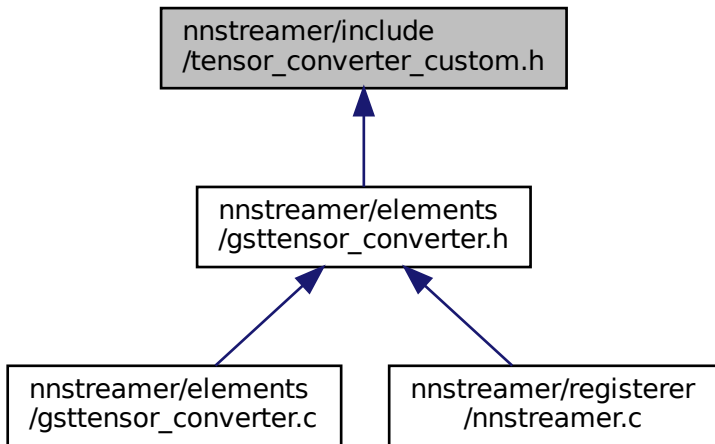 nnstreamer/include
/tensor_converter_custom.h
nnstreamer/elements
/gsttensor_converter.h
nnstreamer/elements
/gsttensor_converter.c
nnstreamer/registerer
/nnstreamer.c